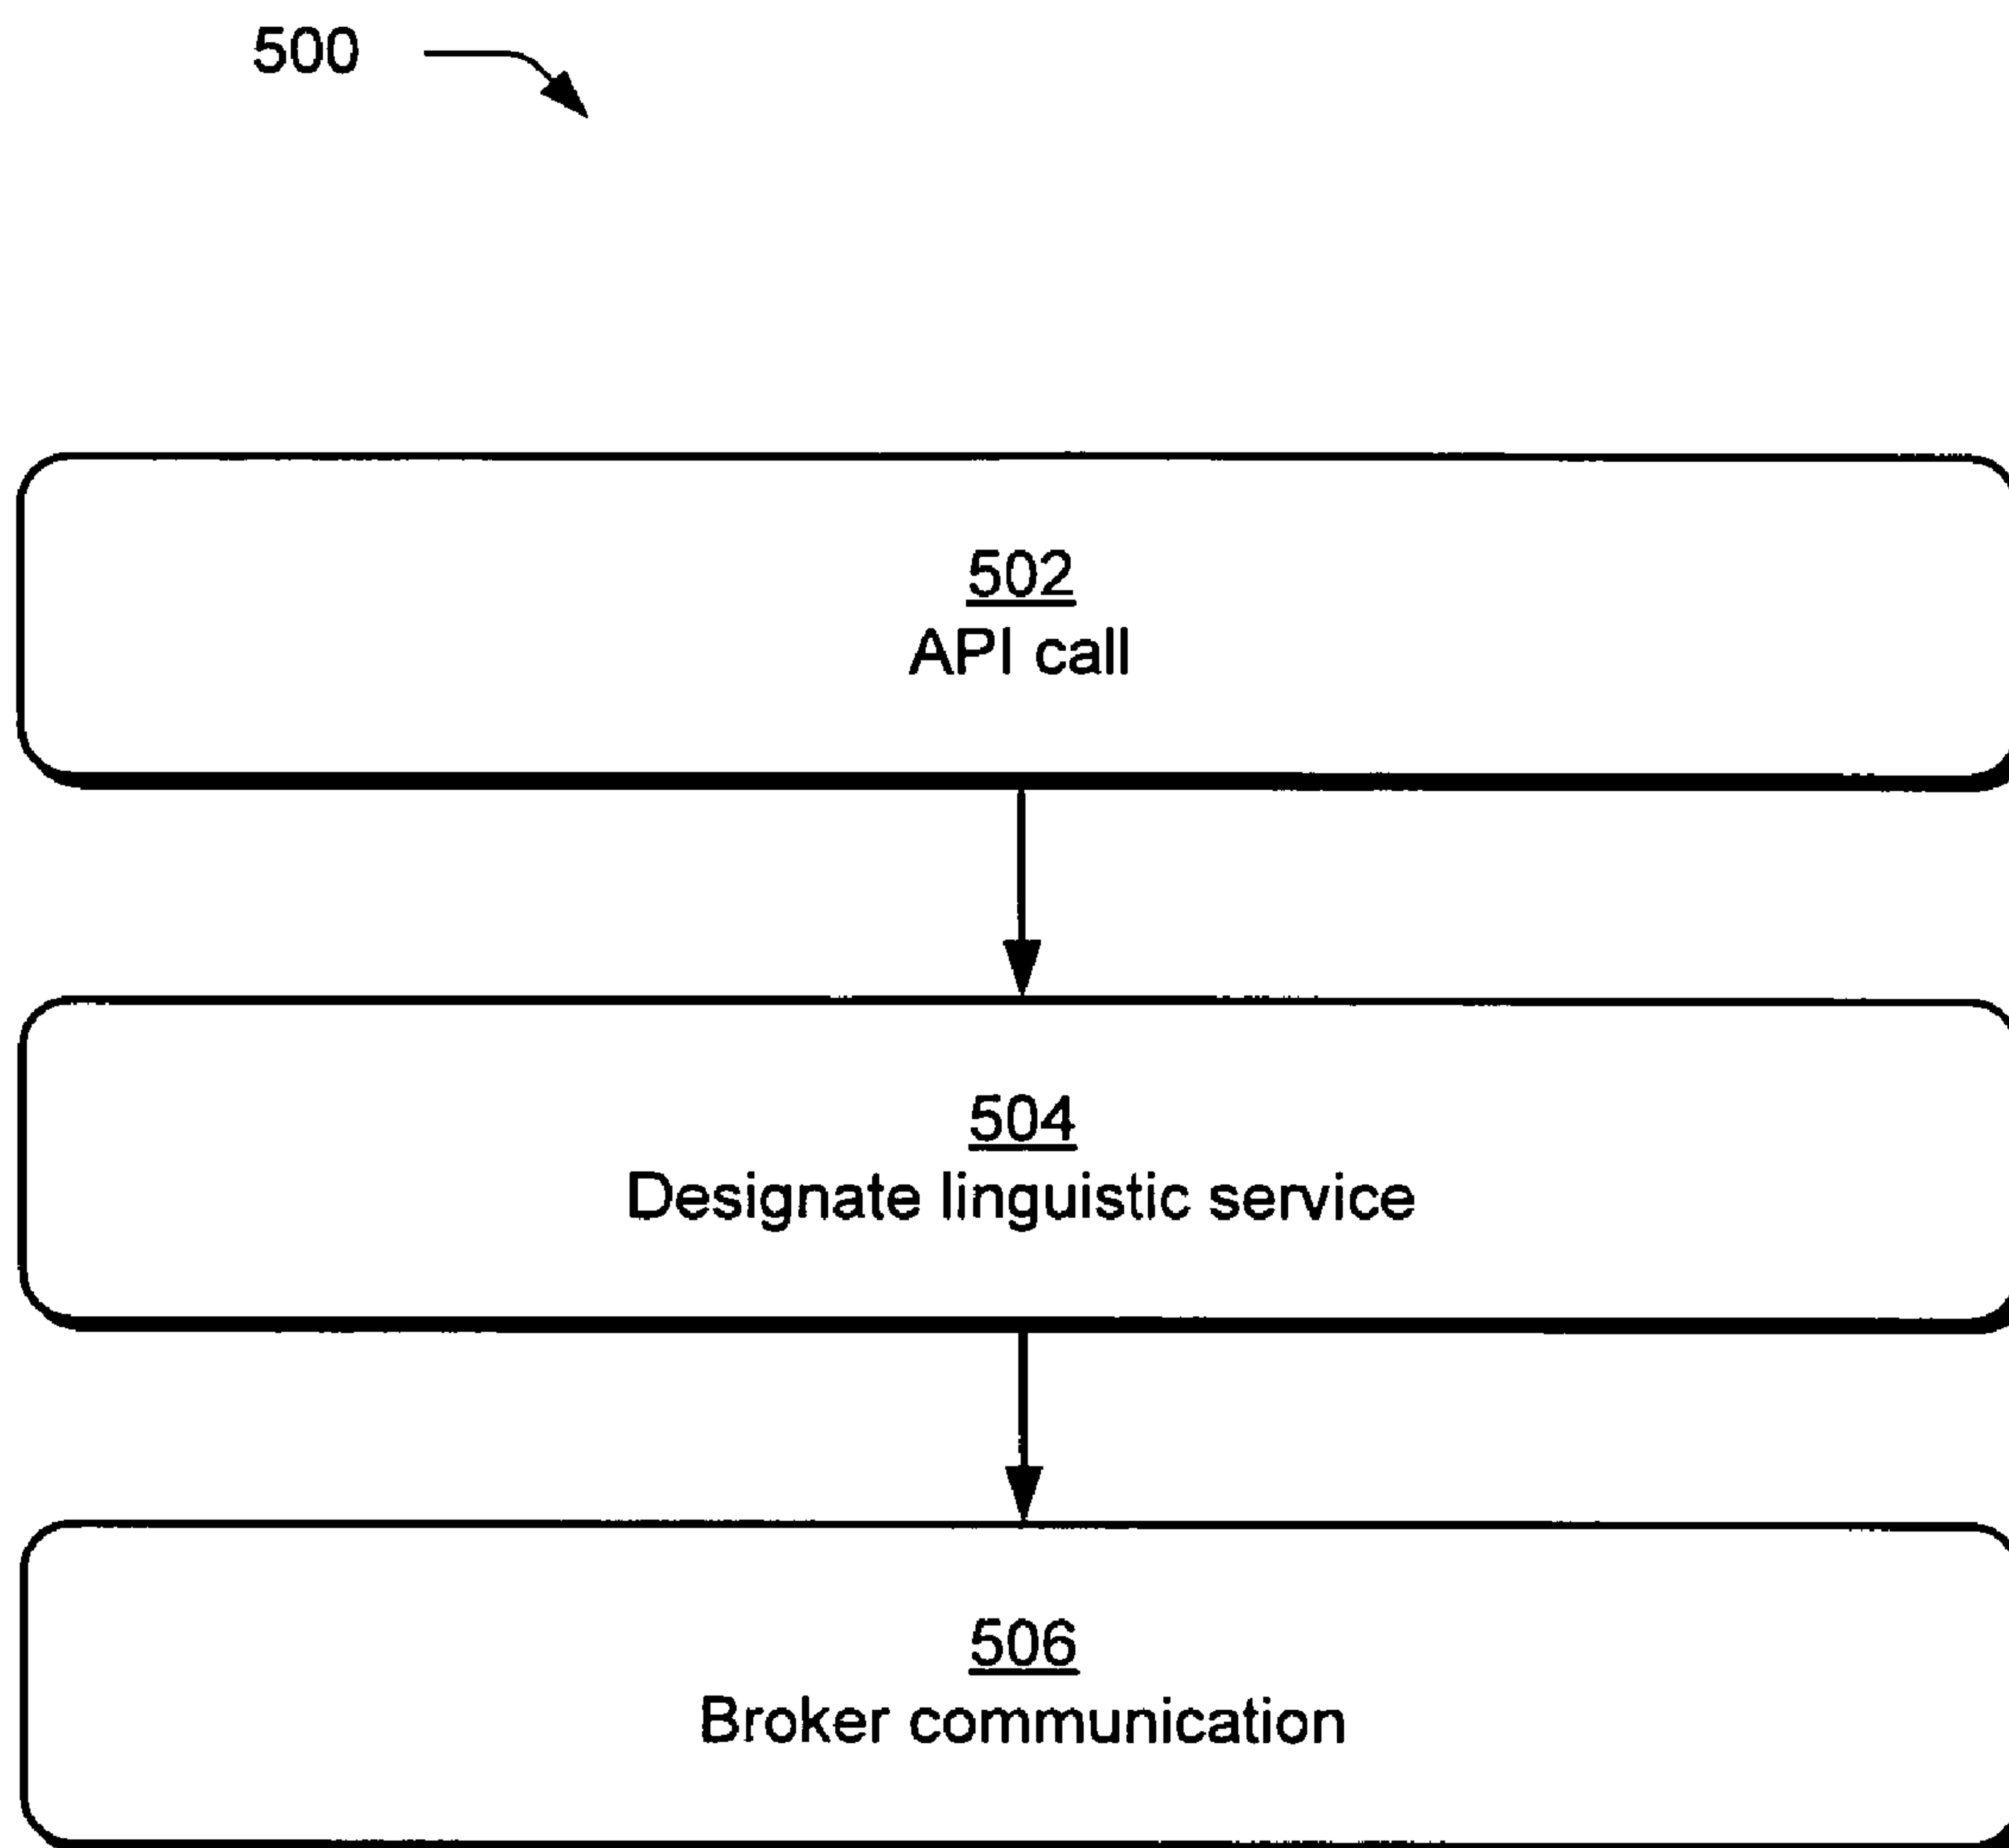 500
502
API call
504
Designate linguistic service
506
Broker communication